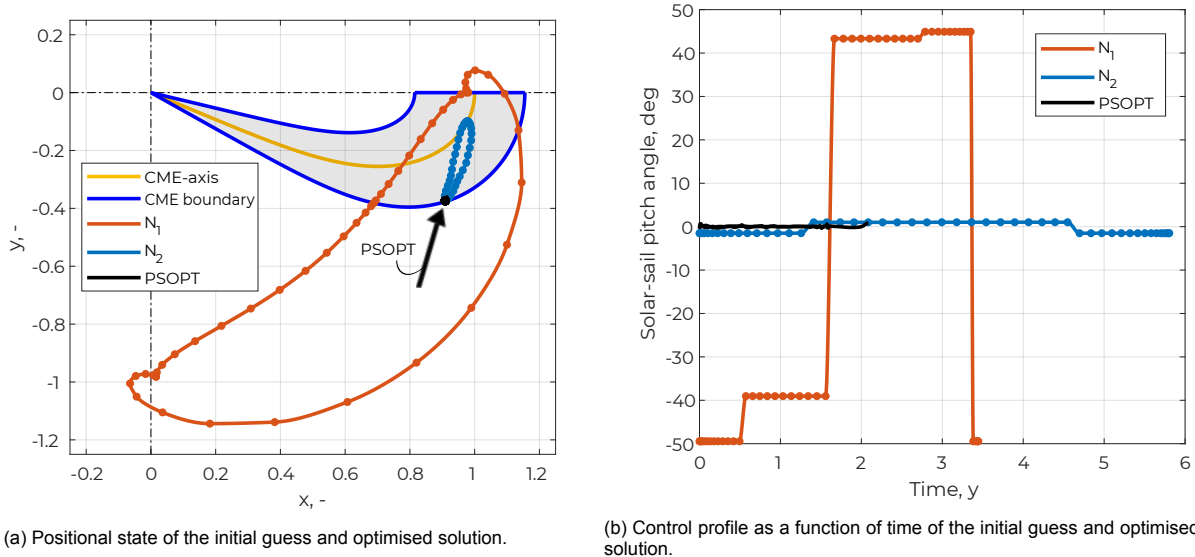 0.2
0
-0.2
-0.4
-0.6
-0.8
-1
-1.2
y, -
CME-axis
CME boundary
N1
N2
PSOPT
PSOPT
-0.2
0
0.2
0.4
0.6
0.8
1
1.2
x, -
(a) Positional state of the initial guess and optimised solution.
50
40
30
20
10
0
-10
-20
-30
-40
-50
Solar-sail pitch angle, deg
N1
N2
PSOPT
0
1
2
3
4
5
6
Time, y
(b) Control profile as a function of time of the initial guess and optimised
solution.